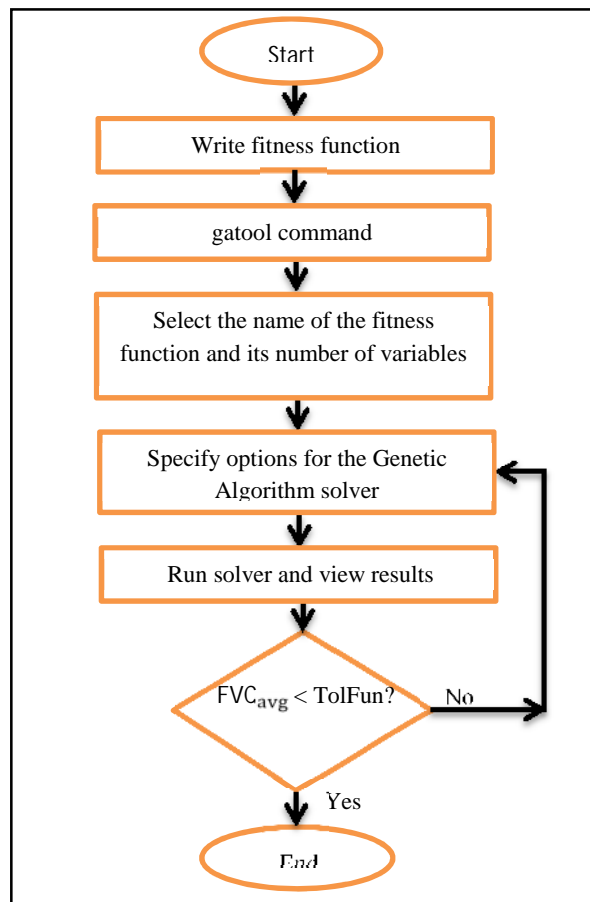 Start
Write fitness function
gatool command
Select the name of the fitness
function and its number of variables
Specify options for the Genetic
Algorithm solver
Run solver and view results
FVCavg < TolFun?
No
Yes
End